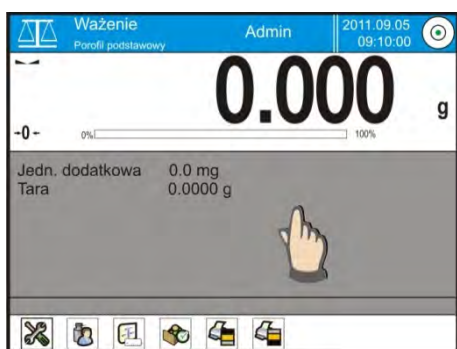 Ważenie
Porofil podstawowy
Admin
2011.09.05
09:10:00
0.000 g
-0-
0% 100%
Jedn. dodatkowa 0.0 mg
Tara 0.0000 g